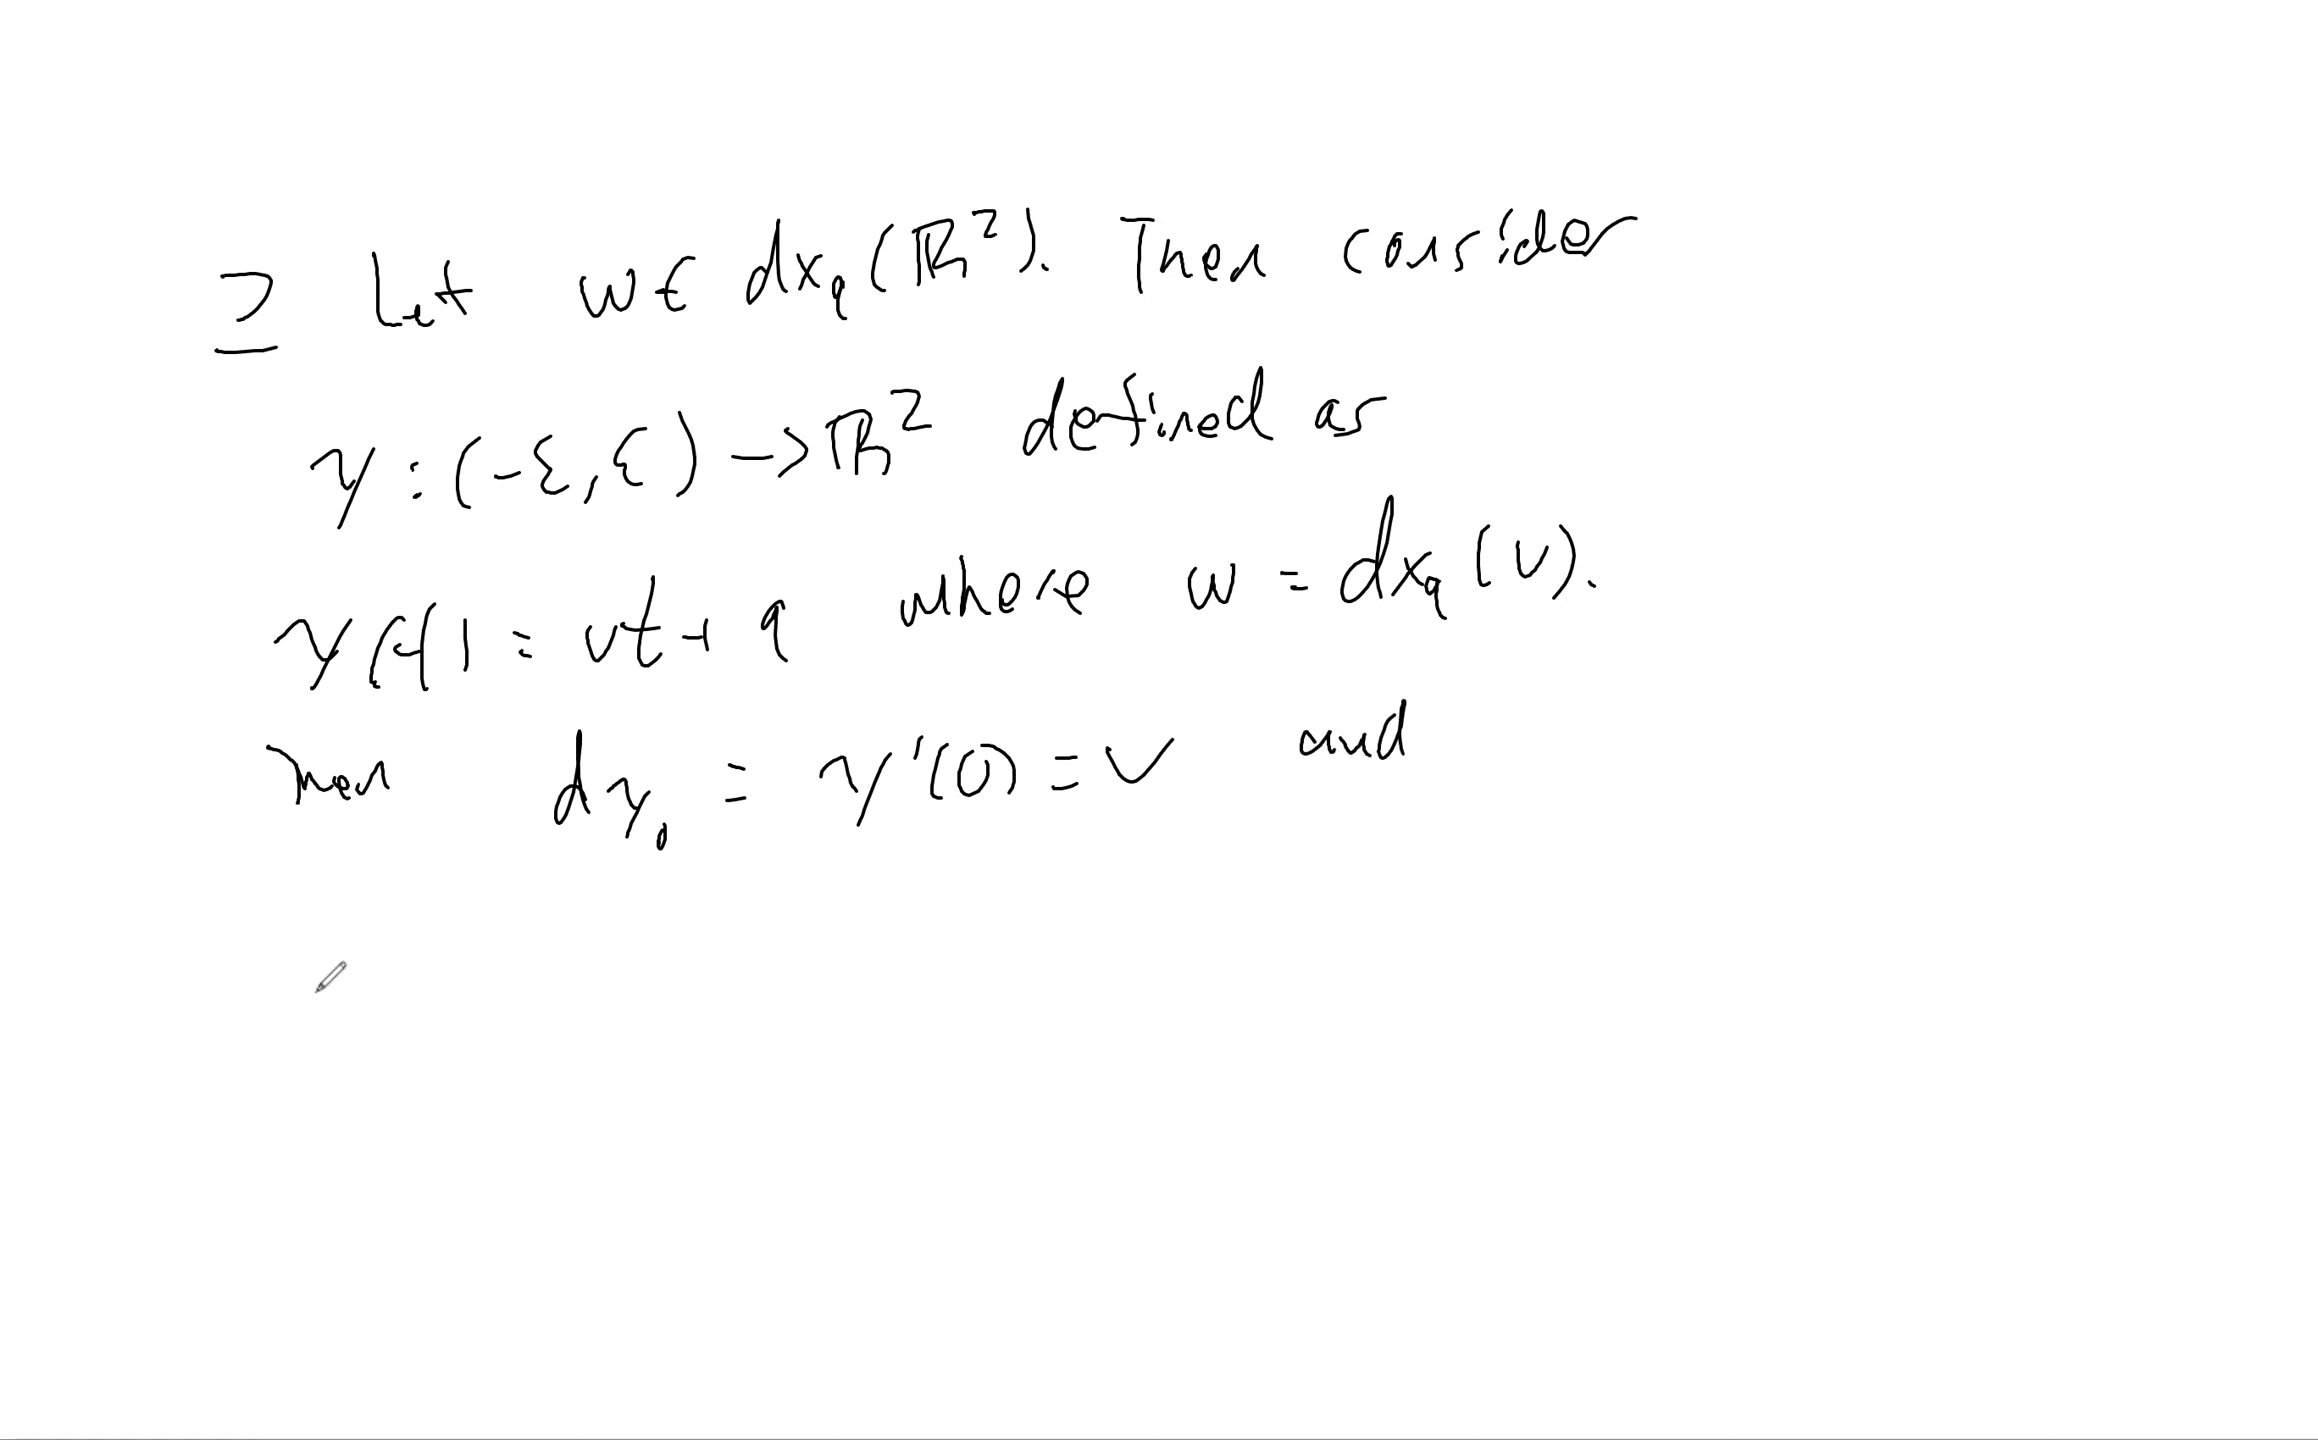 ⊇ Let w ∈ dx_q(ℝ²). Then consider
γ: (-ε, ε) → ℝ² defined as
γ(t) = vt + q where w = dx_q(v).
Then dγ_0 = γ'(0) = v and